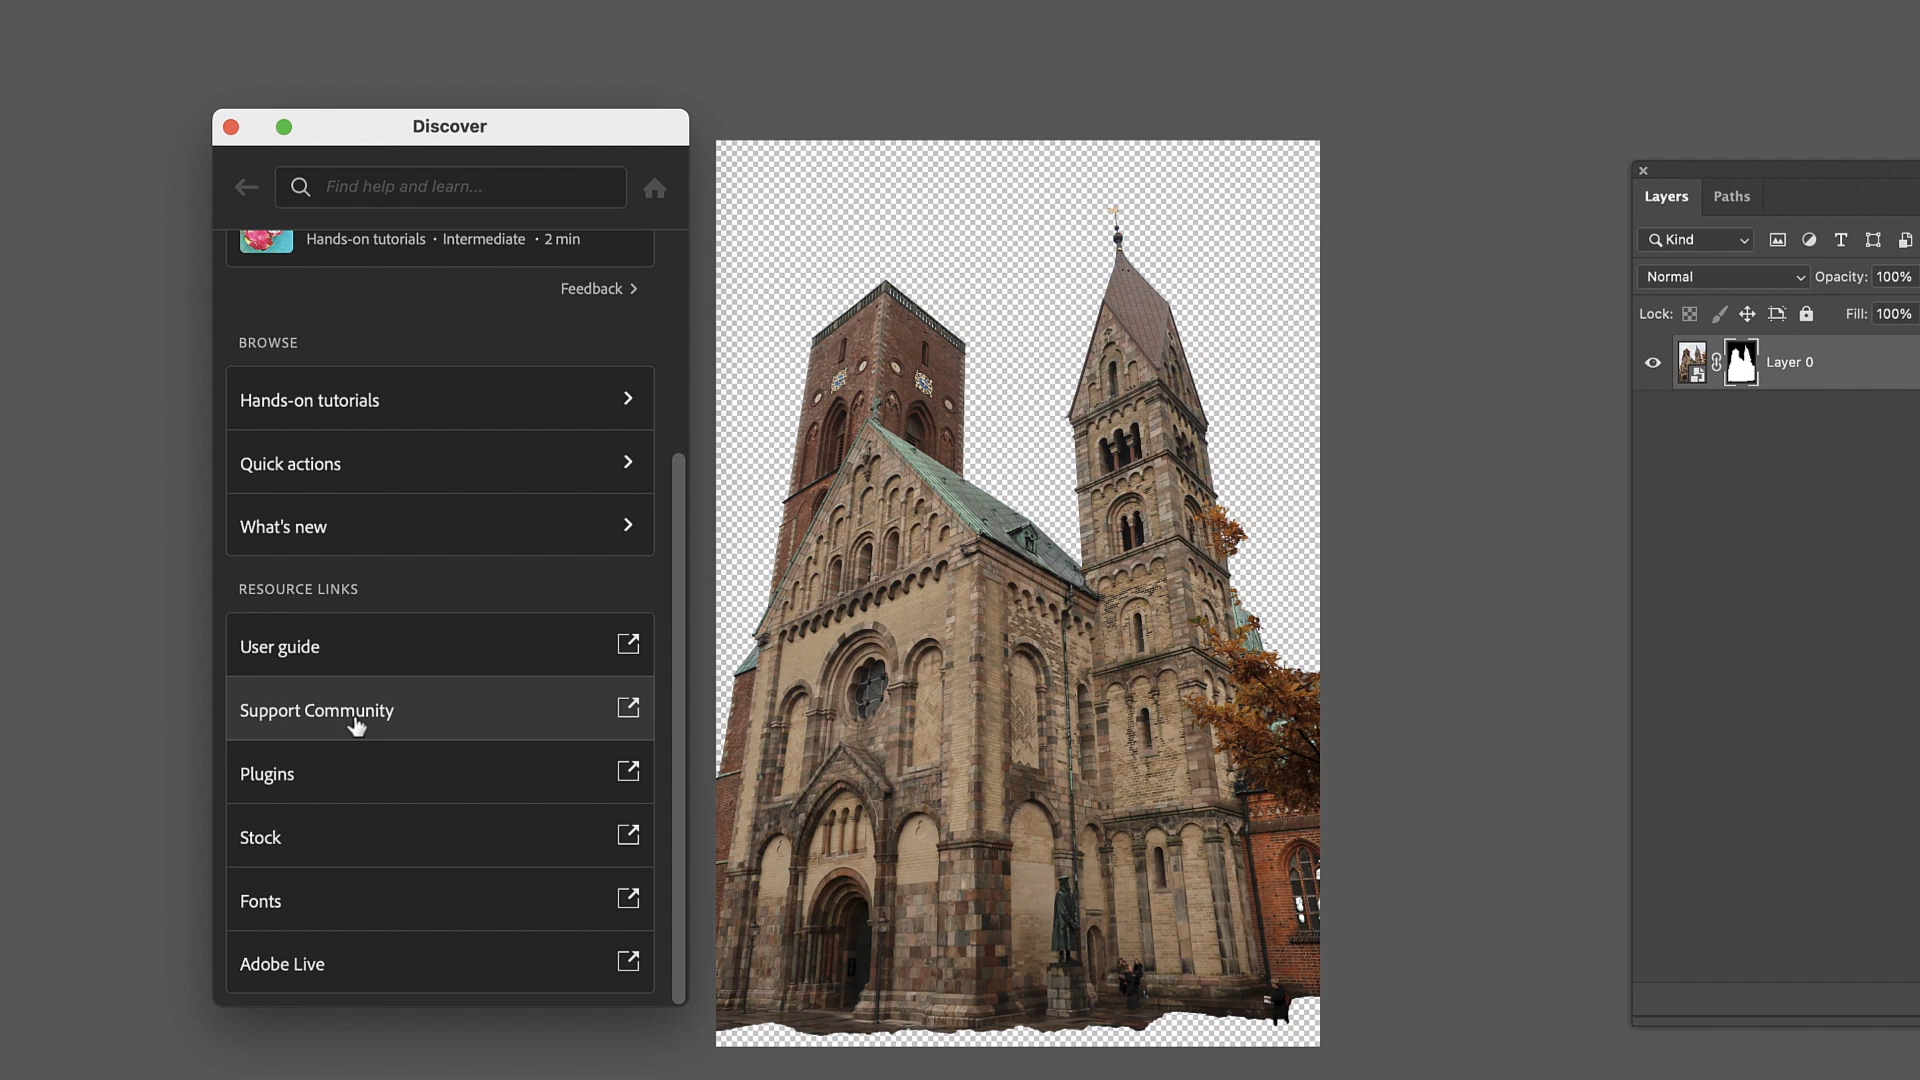 Discover
Find help and learn...
Hands-on tutorials • Intermediate • 2 min
Feedback
BROWSE
Hands-on tutorials
Quick actions
What's new
RESOURCE LINKS
User guide
Support Community
Plugins
Stock
Fonts
Adobe Live
Layers Paths
Kind
Normal Opacity: 100%
Lock: Fill: 100%
Layer 0